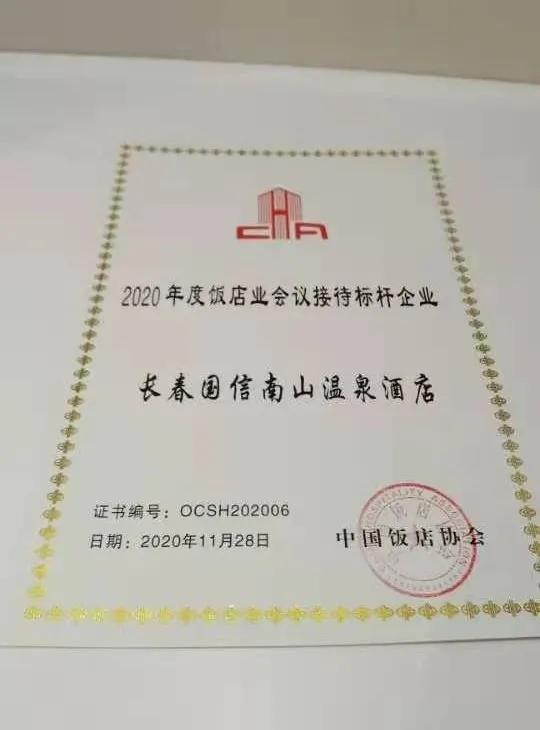 CHA
2020年度饭店业会议接待标杆企业
长春国信南山温泉酒店
证书编号：OCSH202006
日期：2020年11月28日
中国饭店协会